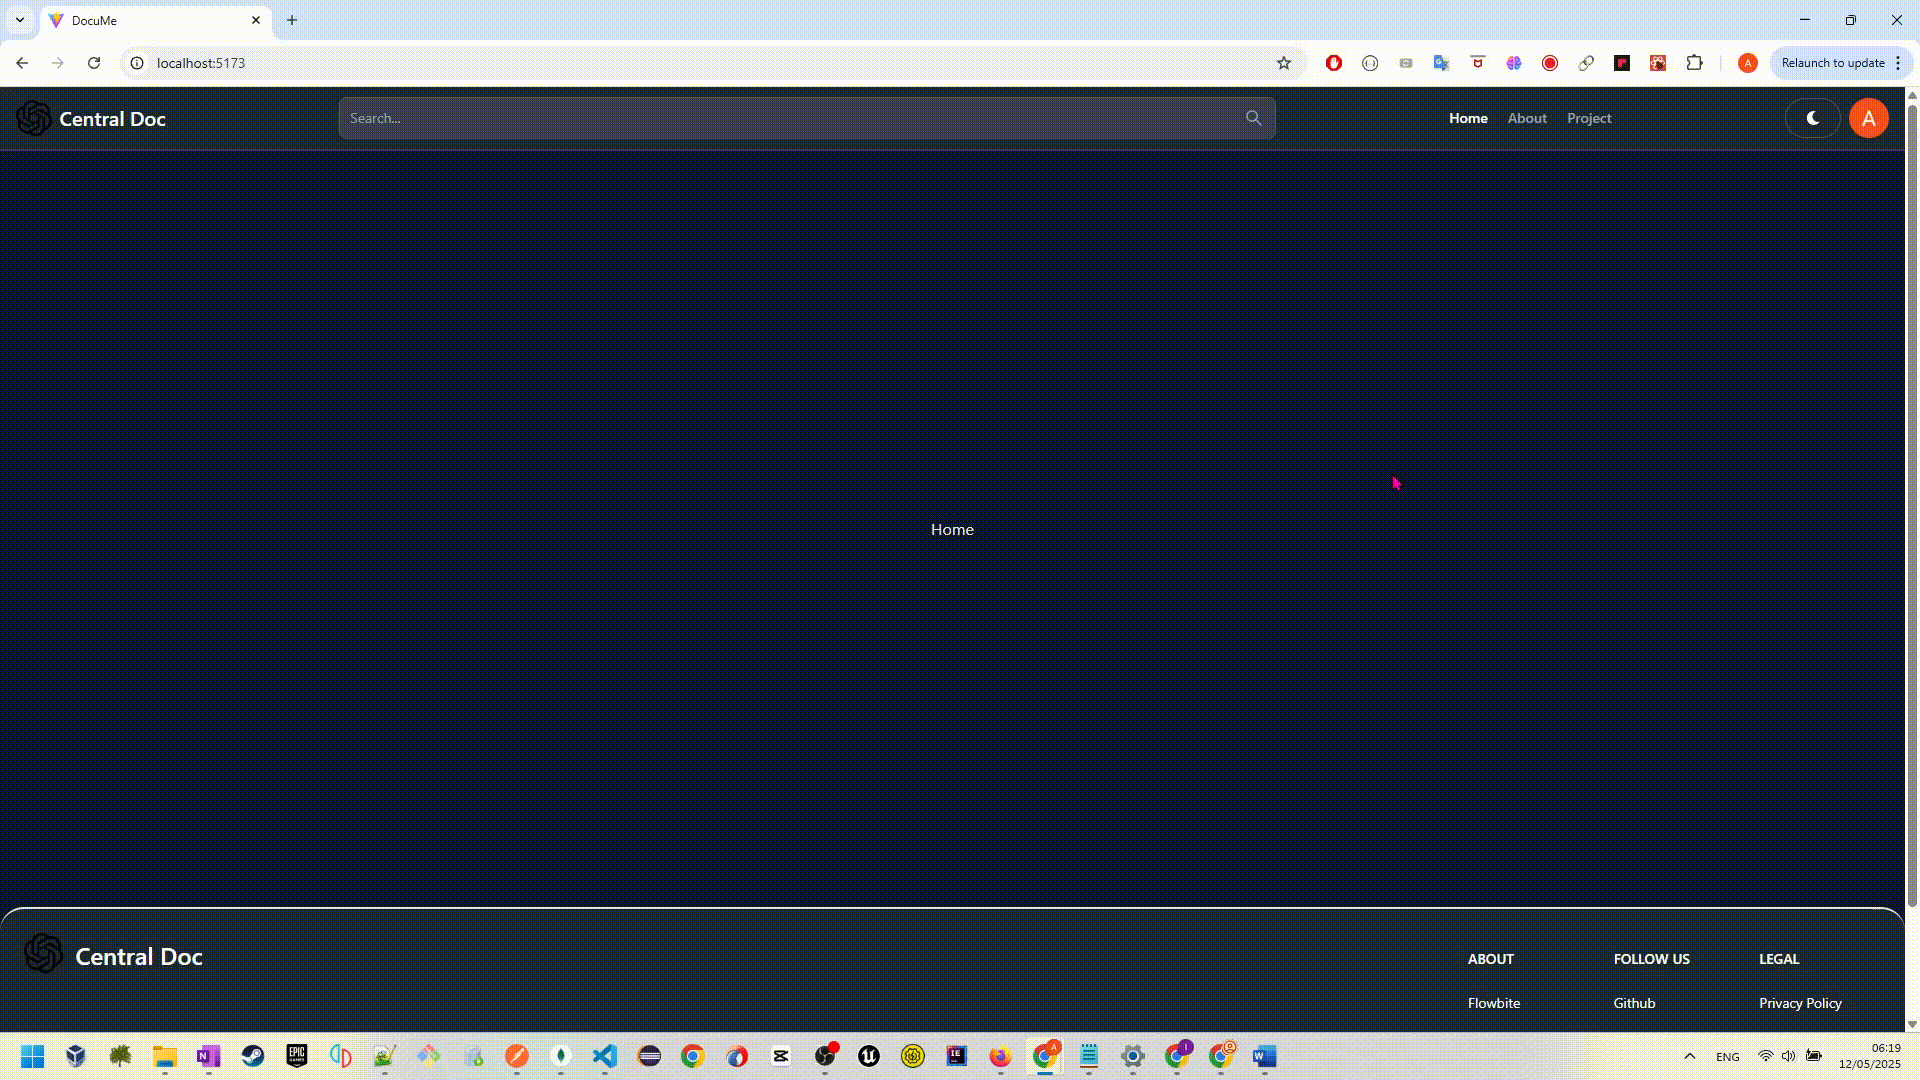 DocuMe
localhost:5173
A
Relaunch to update
Central Doc
Search...
Home
About
Project
A
Home
Central Doc
ABOUT
FOLLOW US
LEGAL
Flowbite
Github
Privacy Policy
ENG
06:19
12/05/2025